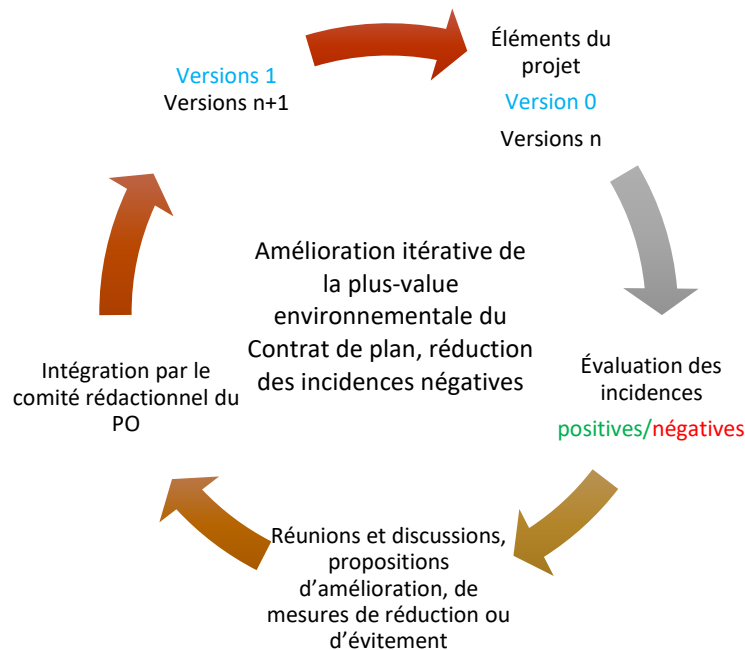 Éléments du
projet
Version 0
Versions n
Versions 1
Versions n+1
Amélioration itérative de
la plus-value
environnementale du
Contrat de plan, réduction
des incidences négatives
Évaluation des
incidences
positives/négatives
Réunions et discussions,
propositions
d'amélioration, de
mesures de réduction ou
d'évitement
Intégration par le
comité rédactionnel du
PO